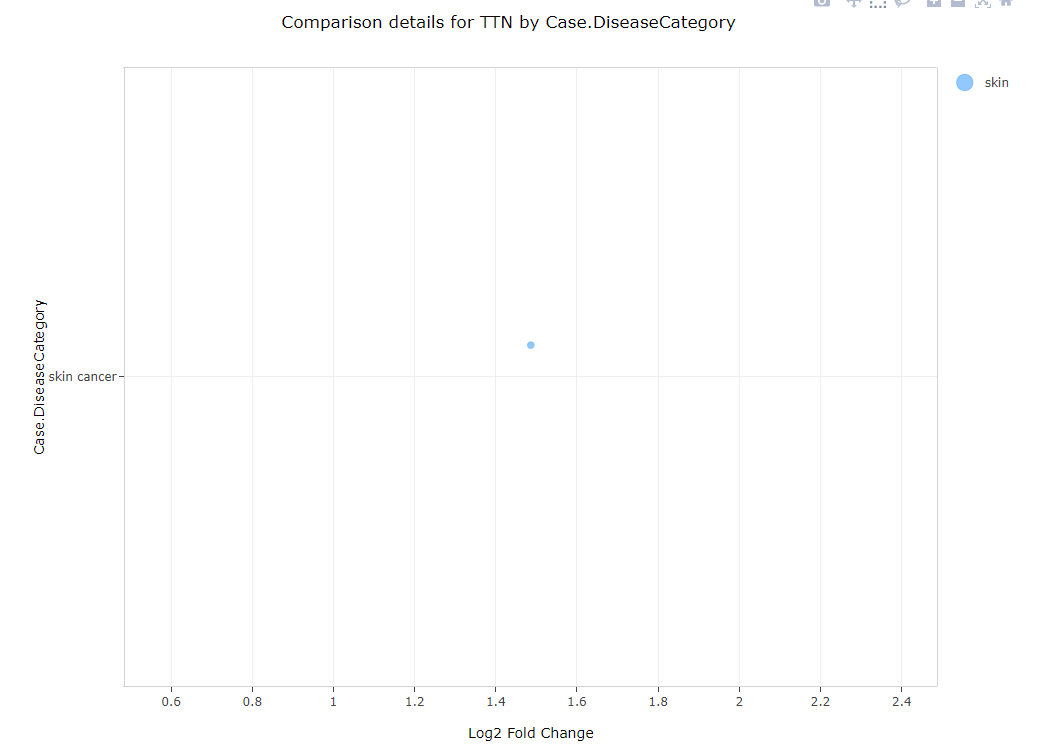 Comparison details for TTN by Case.DiseaseCategory
skin
Case.DiseaseCategory
skin cancer
0.6 0.8 1 1.2 1.4 1.6 1.8 2 2.2 2.4
Log2 Fold Change